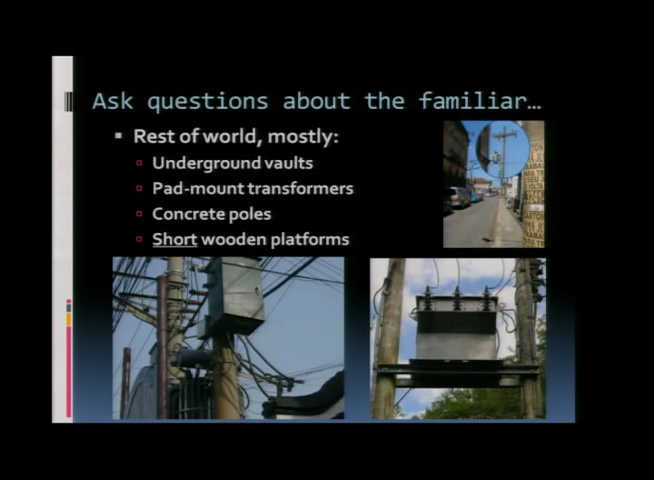 Ask questions about the familiar…
Rest of world, mostly:
Underground vaults
Pad-mount transformers
Concrete poles
Short wooden platforms